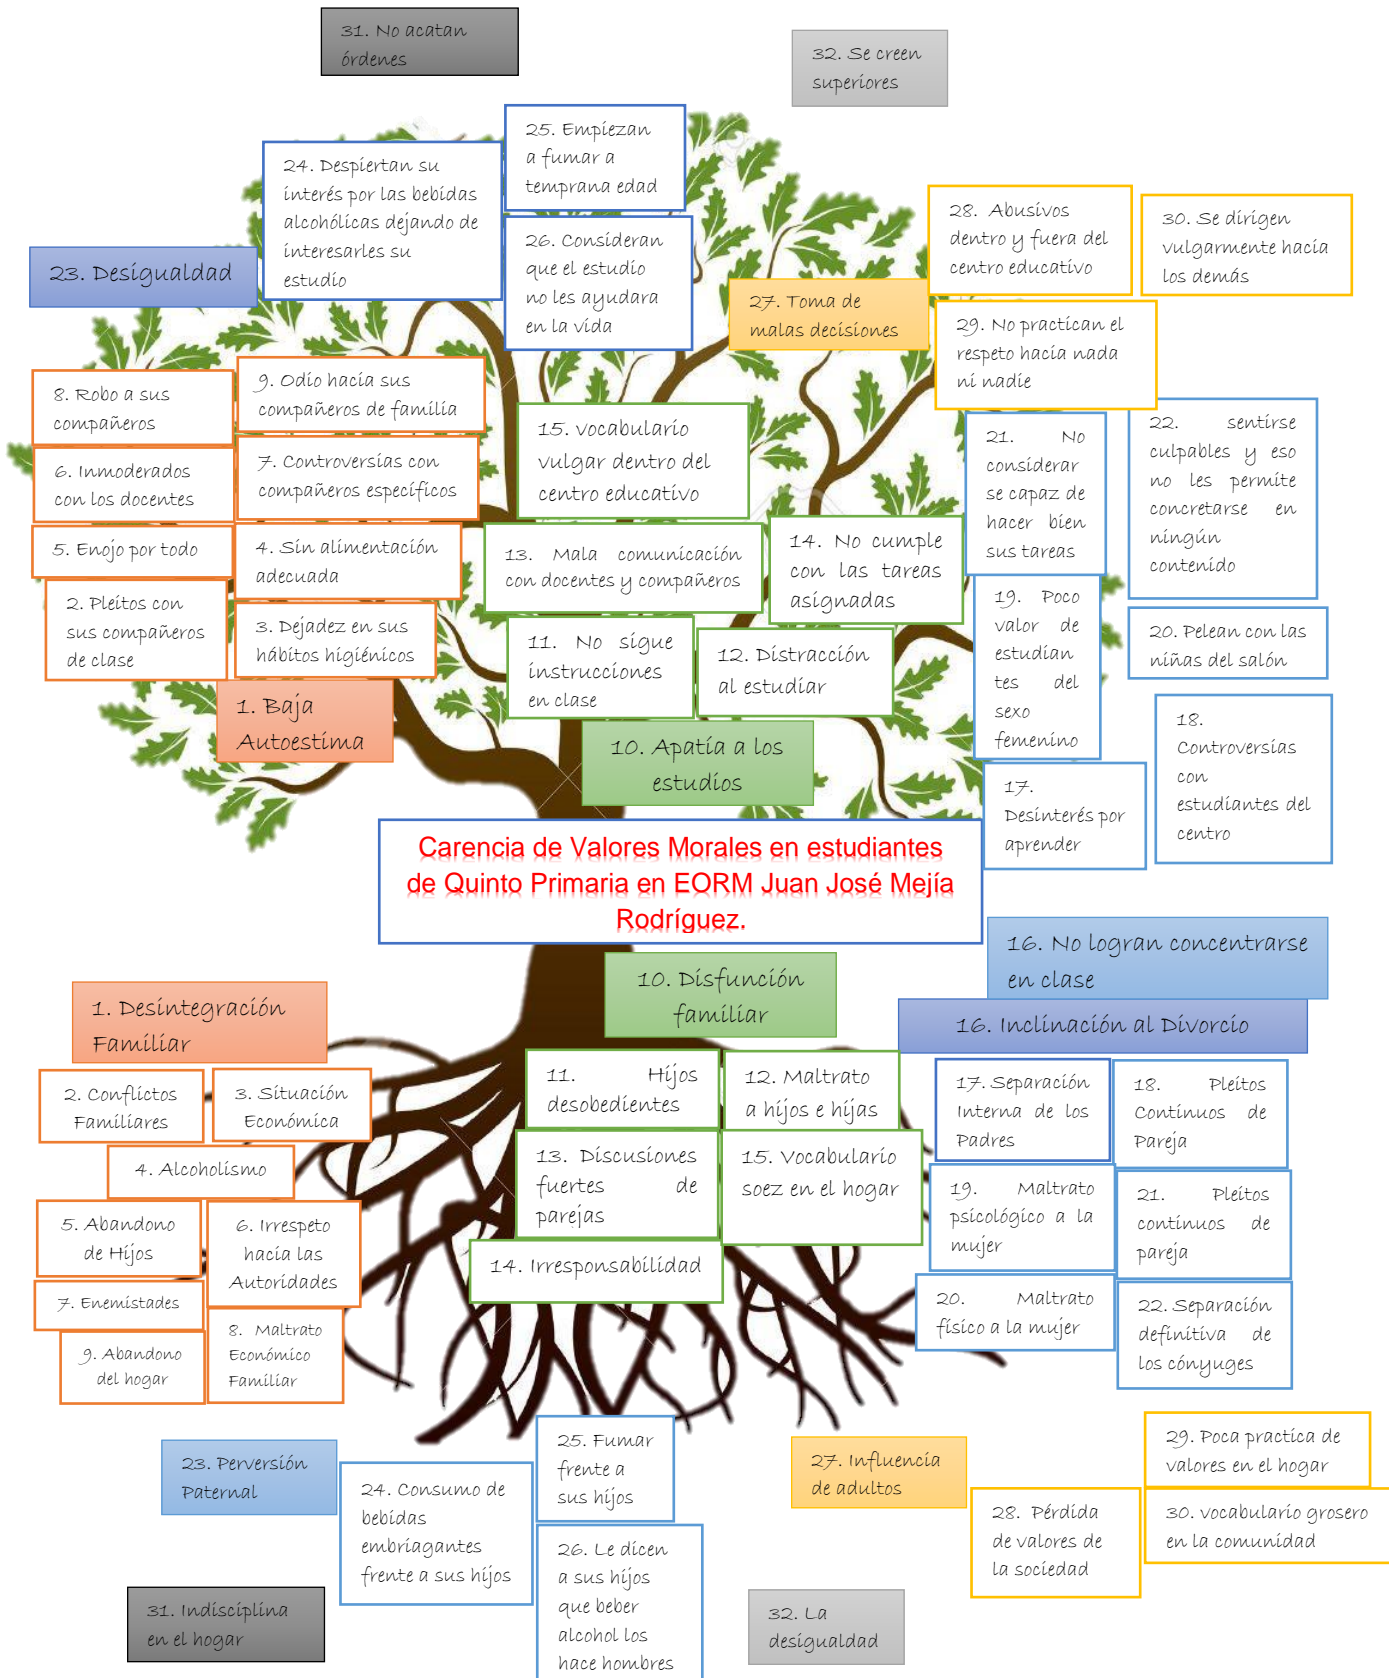 31. No acatan
órdenes
32. Se creen
superiores
25. Empiezan
a fumar a
temprana edad
24. Despiertan su
interés por las bebidas
alcohólicas dejando de
interesarles su
estudio
26. Consideran
que el estudio
no les ayudara
en la vida
23. Desigualdad
28. Abusivos
dentro y fuera del
centro educativo
30. Se dirigen
vulgarmente hacia
los demás
27. Toma de
malas decisiones
29. No practican el
respeto hacia nada
ni nadie
8. Robo a sus
compañeros
9. Odio hacia sus
compañeros de familia
6. Inmoderados
con los docentes
7. Controversias con
compañeros específicos
5. Enojo por todo
4. Sin alimentación
adecuada
2. Pleitos con
sus compañeros
de clase
3. Dejadez en sus
hábitos higiénicos
1. Baja
Autoestima
15. vocabulario
vulgar dentro del
centro educativo
13. Mala comunicación
con docentes y compañeros
14. No cumple
con las tareas
asignadas
11. No sigue
instrucciones
en clase
12. Distracción
al estudiar
10. Apatía a los
estudios
21. No
considerar
se capaz de
hacer bien
sus tareas
22. sentirse
culpables y eso
no les permite
concretarse en
ningún
contenido
19. Poco
valor de
estudian
tes del
sexo
femenino
20. Pelean con las
niñas del salón
18.
Controversias
con
estudiantes del
centro
17.
Desinterés por
aprender
Carencia de Valores Morales en estudiantes
de Quinto Primaria en EORM Juan José Mejía
Rodríguez.
16. No logran concentrarse
en clase
1. Desintegración
Familiar
10. Disfunción
familiar
16. Inclinación al Divorcio
2. Conflictos
Familiares
3. Situación
Económica
4. Alcoholismo
5. Abandono
de Hijos
6. Irrespeto
hacia las
Autoridades
7. Enemistades
8. Maltrato
Económico
Familiar
9. Abandono
del hogar
11. Hijos
desobedientes
12. Maltrato
a hijos e hijas
13. Discusiones
fuertes de
parejas
15. Vocabulario
soez en el hogar
14. Irresponsabilidad
17. Separación
Interna de los
Padres
18. Pleitos
Continuos de
Pareja
19. Maltrato
psicológico a la
mujer
21. Pleitos
continuos de
pareja
20. Maltrato
físico a la mujer
22. Separación
definitiva de
los cónyuges
23. Perversión
Paternal
24. Consumo de
bebidas
embriagantes
frente a sus hijos
25. Fumar
frente a
sus hijos
26. Le dicen
a sus hijos
que beber
alcohol los
hace hombres
27. Influencia
de adultos
29. Poca practica de
valores en el hogar
28. Pérdida
de valores de
la sociedad
30. vocabulario grosero
en la comunidad
31. Indisciplina
en el hogar
32. La
desigualdad